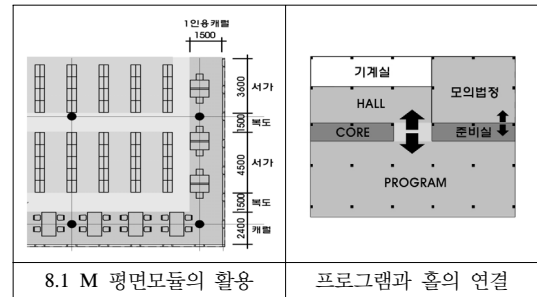 1인용캐럴
1500
3600 서가
1500 복도
4500 서가
1500 복도
2400 캐럴
기계실
모의법정
HALL
CORE
준비실
PROGRAM
8.1 M 평면모듈의 활용
프로그램과 홀의 연결